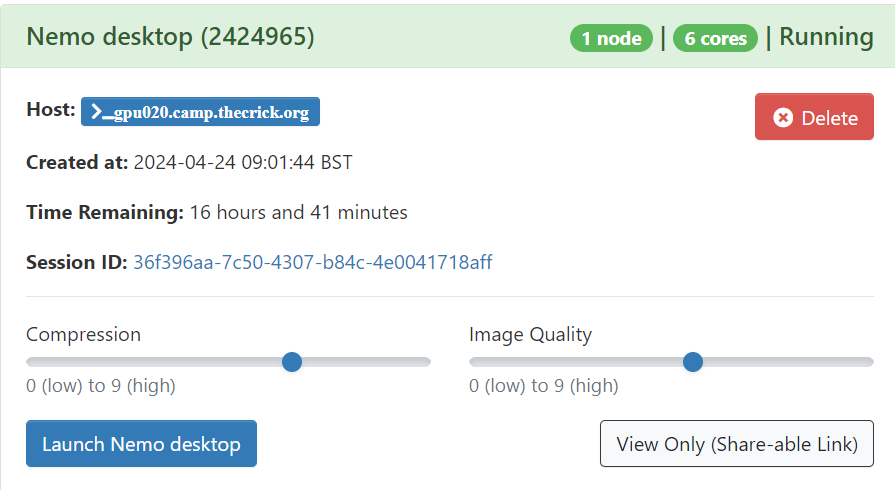 Nemo desktop (2424965) 1 node | 6 cores | Running
Host: >_gpu020.camp.thecrick.org Delete
Created at: 2024-04-24 09:01:44 BST
Time Remaining: 16 hours and 41 minutes
Session ID: 36f396aa-7c50-4307-b84c-4e0041718aff
Compression Image Quality
0 (low) to 9 (high) 0 (low) to 9 (high)
Launch Nemo desktop View Only (Share-able Link)